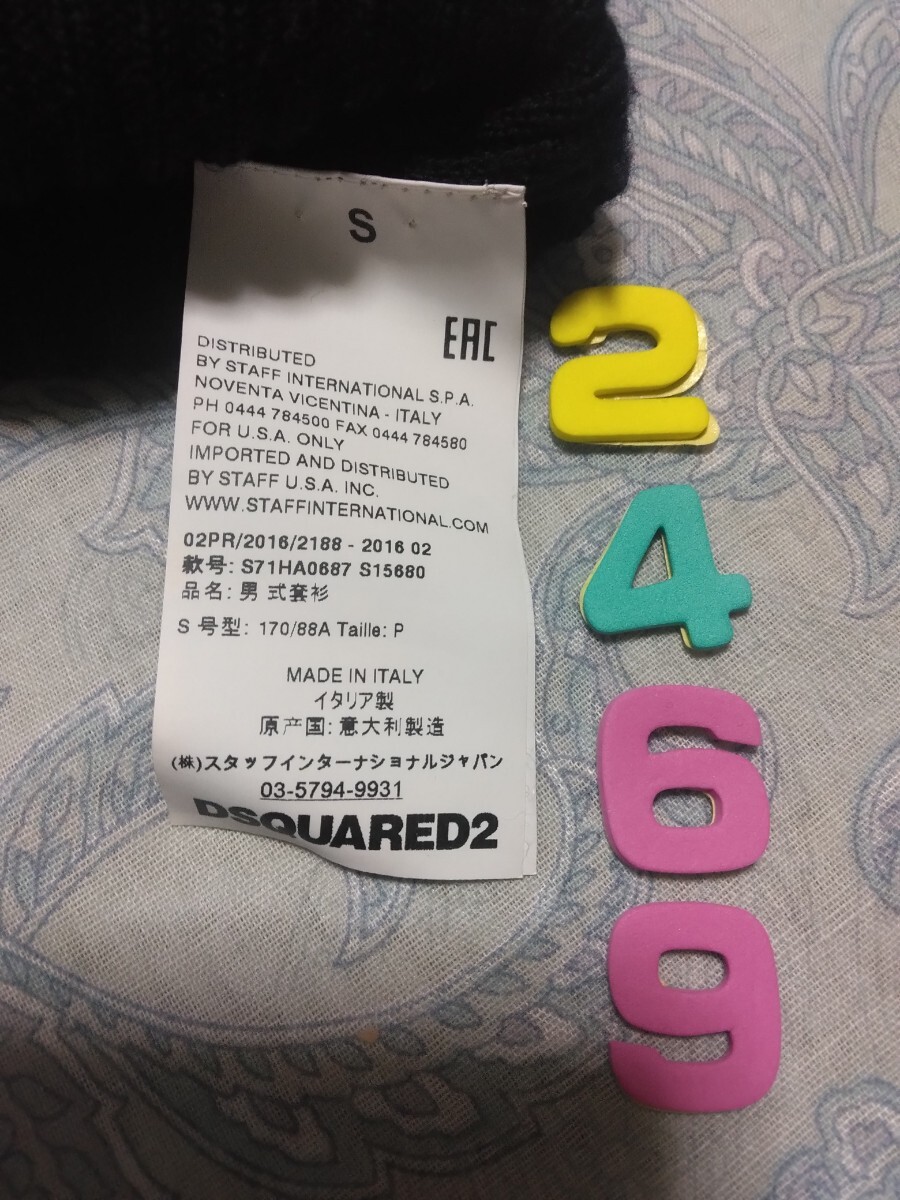 S
EAC
DISTRIBUTED
BY STAFF INTERNATIONAL S.P.A.
NOVENTA VICENTINA - ITALY
PH 0444 784500 FAX 0444 784580
FOR U.S.A. ONLY
IMPORTED AND DISTRIBUTED
BY STAFF U.S.A. INC.
WWW.STAFFINTERNATIONAL.COM
02PR/2016/2188 - 2016 02
款号: S71HA0687 S15680
品名: 男 式套衫
S 号型: 170/88A Taille: P
MADE IN ITALY
イタリア製
原产国: 意大利製造
(株)スタッフインターナショナルジャパン
03-5794-9931
DSQUARED2
2
4
6
9